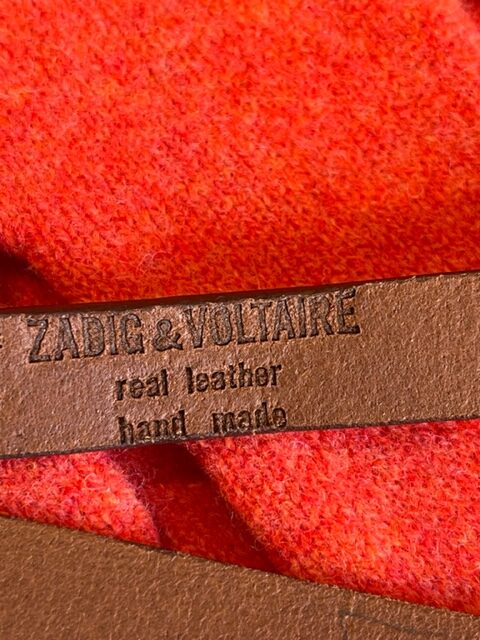 ZADIG & VOLTAIRE
real leather
hand made